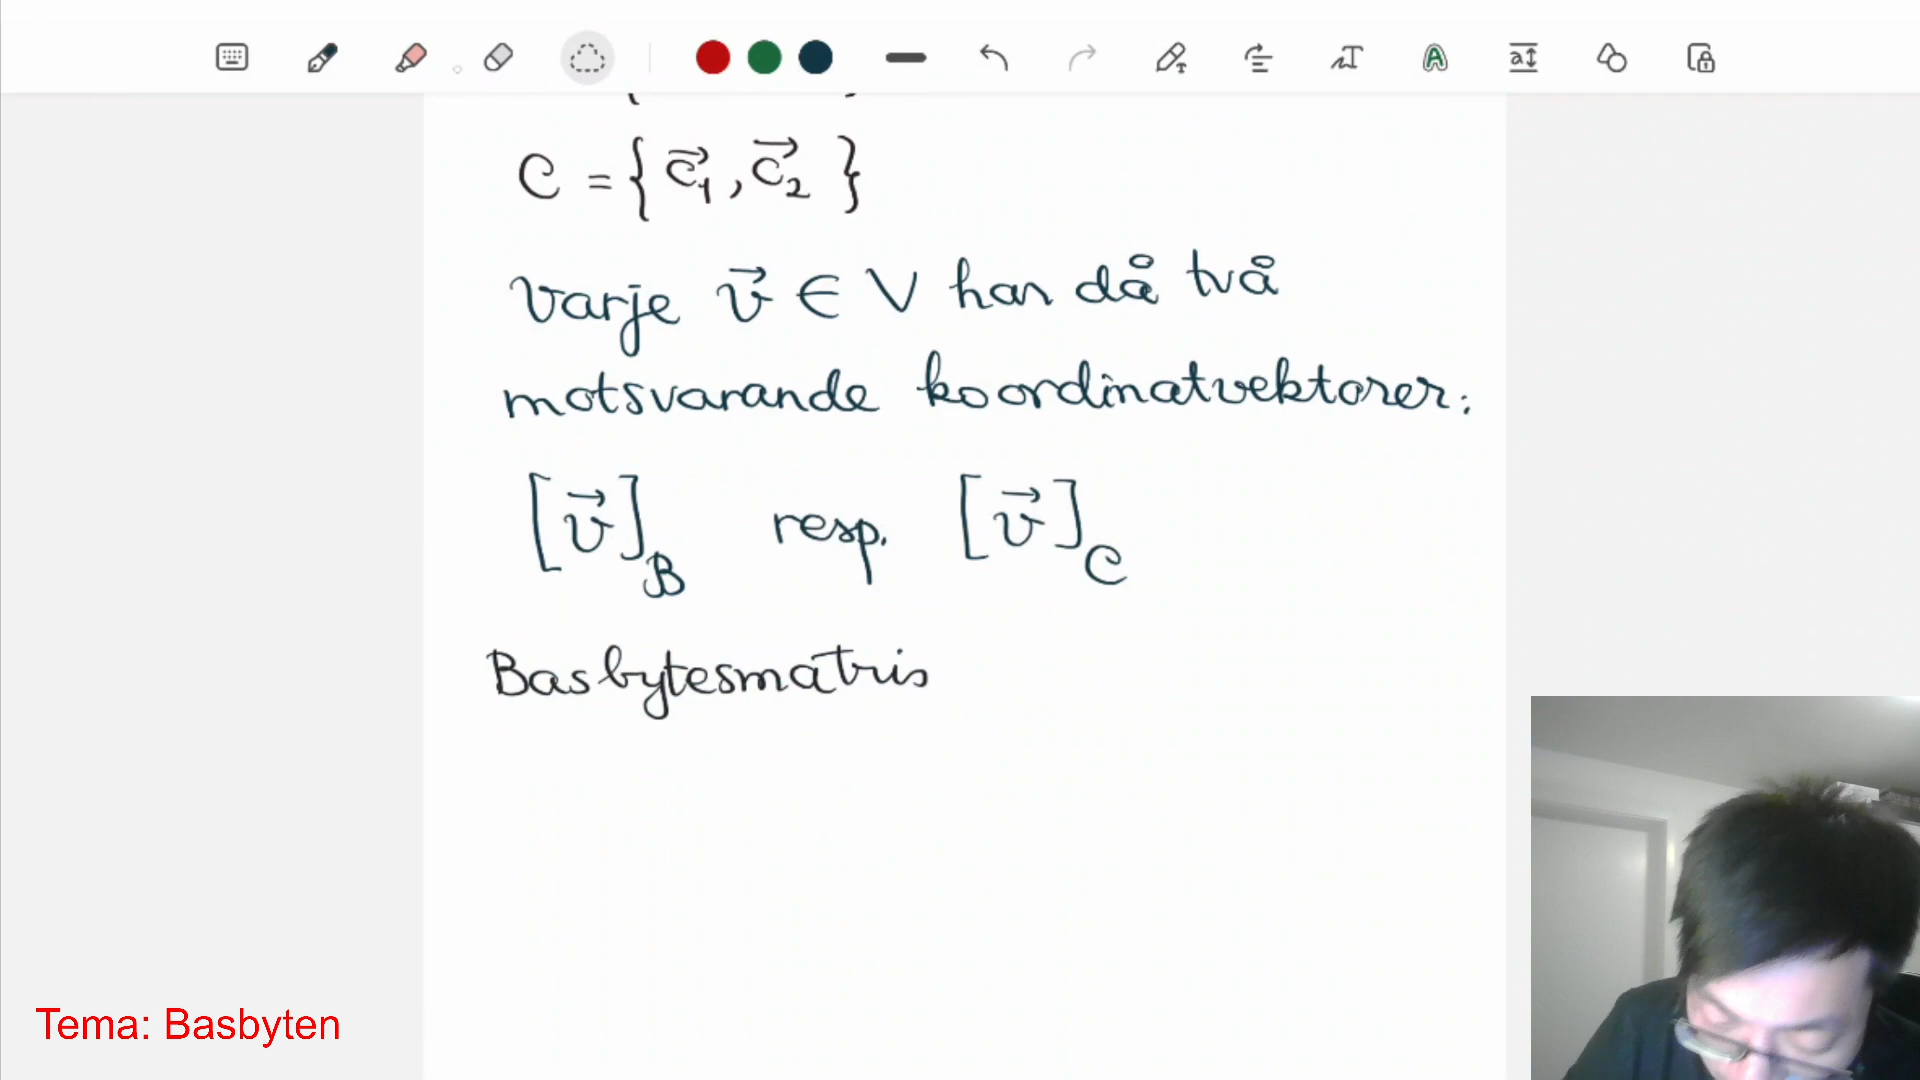 C = { c⃗₁, c⃗₂ }
Varje v⃗ ∈ V har då två
motsvarande koordinatvektorer:
[v⃗]_B resp. [v⃗]_C
Basbytesmatris
Tema: Basbyten